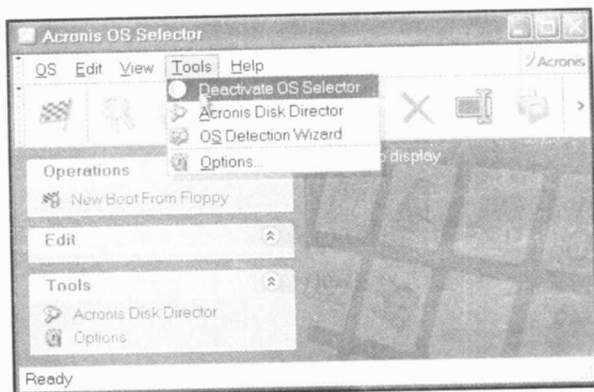 Acronis OS Selector
OS Edit View Tools Help
Acronis
Deactivate OS Selector
Acronis Disk Director
OS Detection Wizard
Options...
display
Operations
New Boot From Floppy
Edit
Tools
Acronis Disk Director
Options
Ready